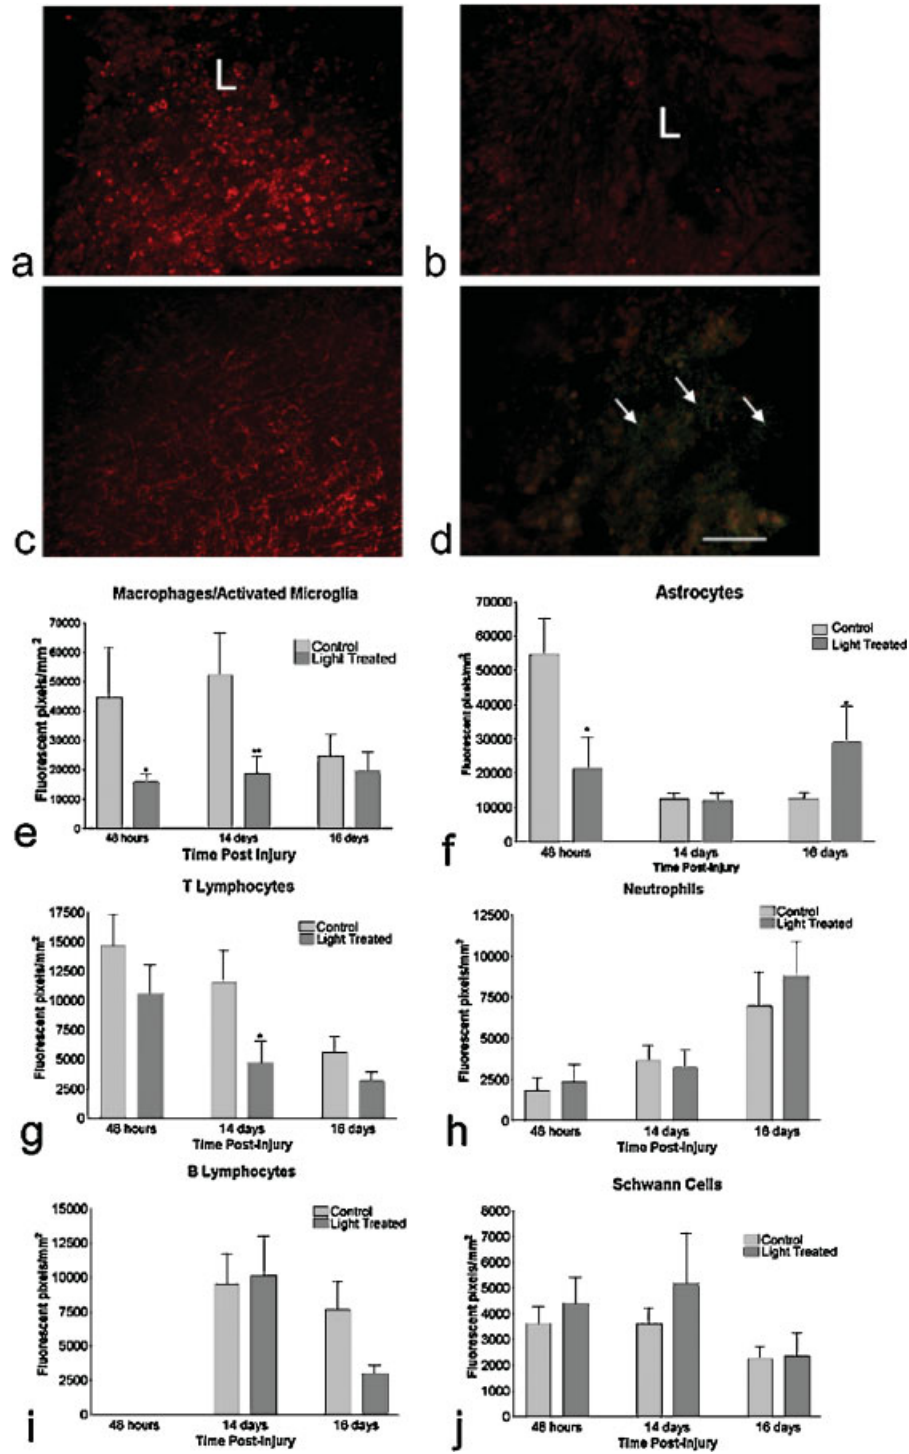 L
L
a
b
c
d
Macrophages/Activated Microglia
Fluorescent pixels/mm²
70000
60000
50000
40000
30000
20000
10000
0
Control
Light Treated
*
**
48 hours
14 days
16 days
Time Post Injury
e
Astrocytes
Fluorescent pixels/mm²
70000
60000
50000
40000
30000
20000
10000
0
Control
Light Treated
*
*
48 hours
14 days
16 days
Time Post-Injury
f
T Lymphocytes
Fluorescent pixels/mm²
17500
15000
12500
10000
7500
5000
2500
0
Control
Light Treated
*
48 hours
14 days
16 days
Time Post-Injury
g
Neutrophils
Fluorescent pixels/mm²
12500
10000
7500
5000
2500
0
Control
Light Treated
48 hours
14 days
16 days
Time Post-Injury
h
B Lymphocytes
Fluorescent pixels/mm²
15000
12500
10000
7500
5000
2500
0
Control
Light Treated
48 hours
14 days
16 days
Time Post-Injury
i
Schwann Cells
Fluorescent pixels/mm²
8000
7000
6000
5000
4000
3000
2000
1000
0
Control
Light Treated
48 hours
14 days
16 days
Time Post-Injury
j